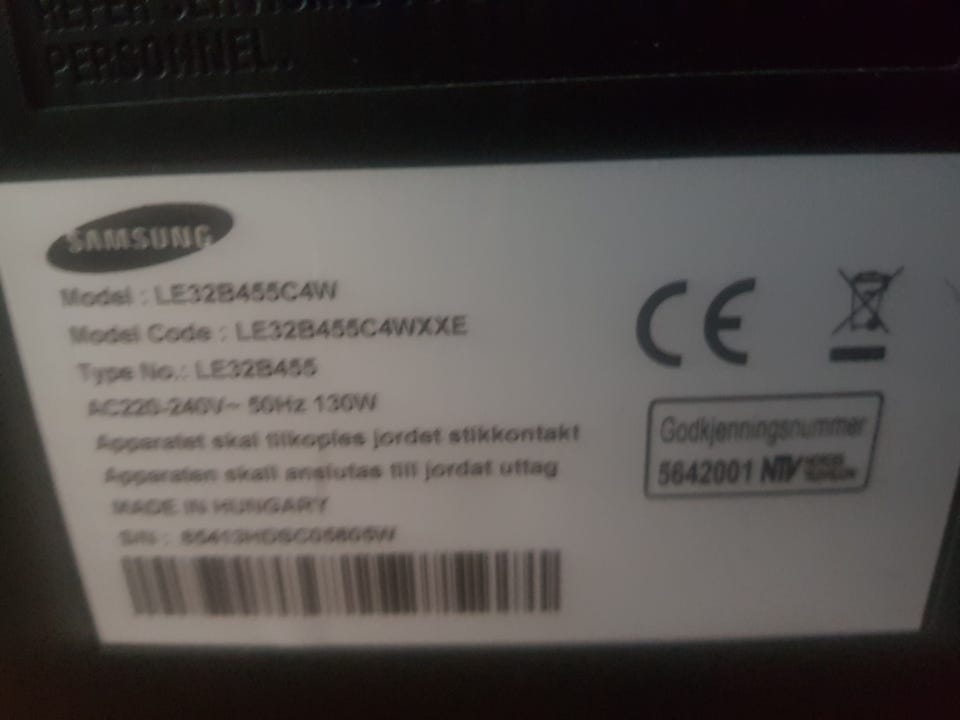 PERSONNEL.
SAMSUNG
Model : LE32B455C4W
Model Code : LE32B455C4WXXE
Type No.: LE32B455
AC220-240V~ 50Hz 130W
Apparatet skal tilkoples jordet stikkontakt
Apparaten skall anslutas till jordat uttag
MADE IN HUNGARY
S/N :
CE
Godkjenningsnummer
5642001 NTV